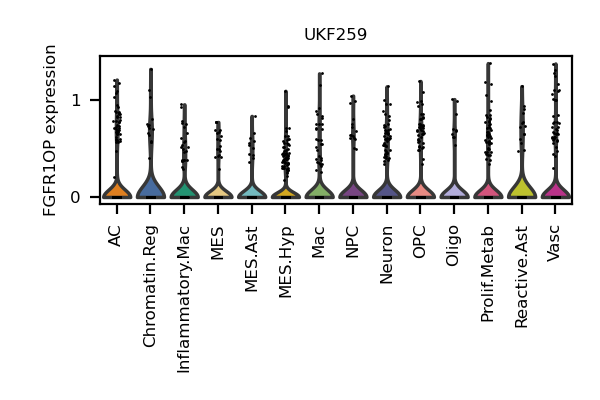 UKF259
FGFR1OP expression
1
0
AC
Chromatin.Reg
Inflammatory.Mac
MES
MES.Ast
MES.Hyp
Mac
NPC
Neuron
OPC
Oligo
Prolif.Metab
Reactive.Ast
Vasc